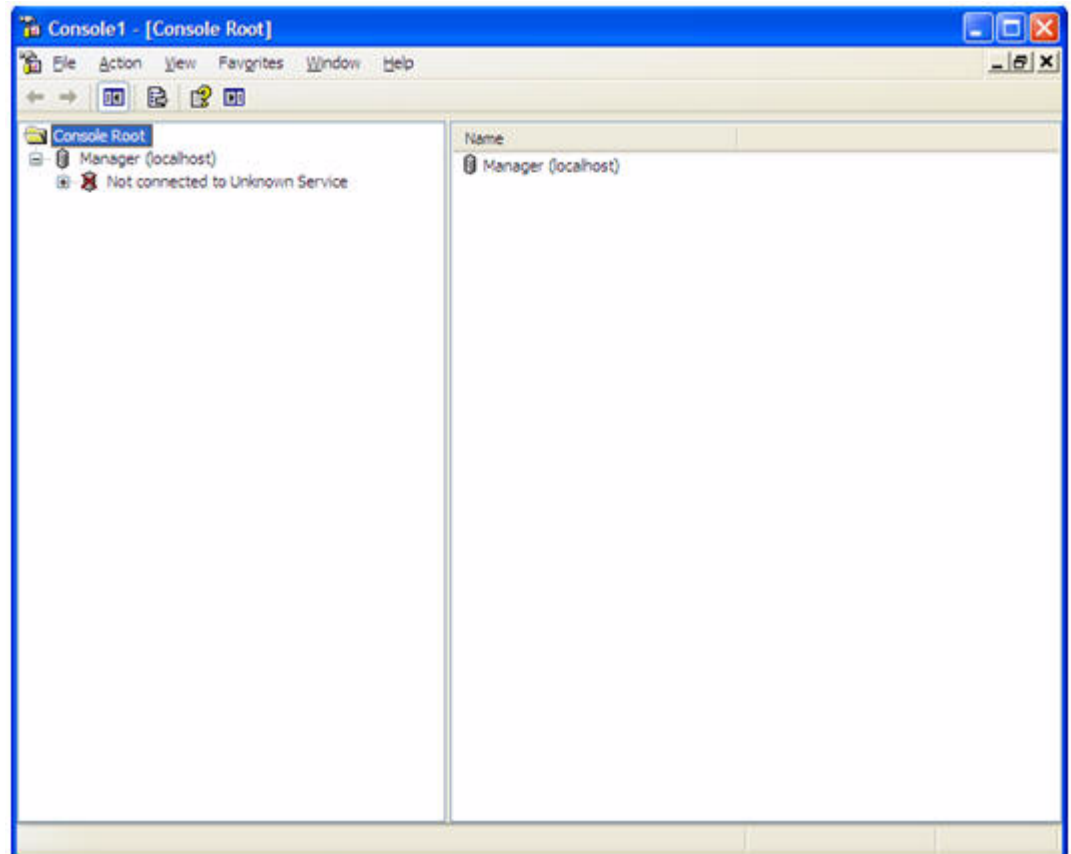 Console1 - [Console Root]
File Action View Favorites Window Help
Console Root
Manager (localhost)
Not connected to Unknown Service
Name
Manager (localhost)